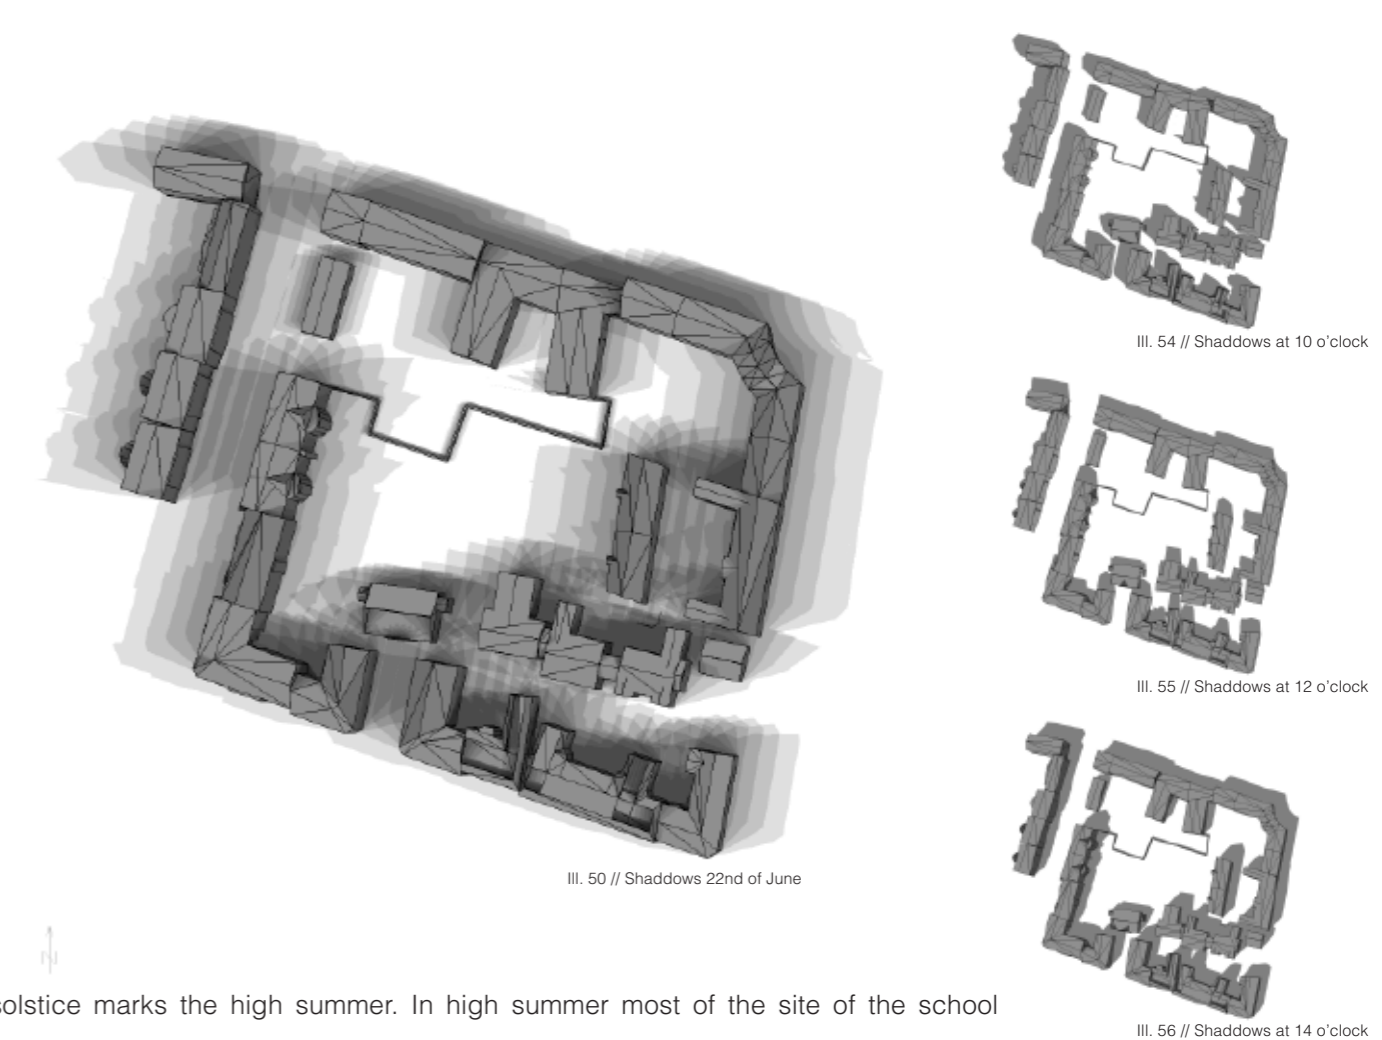 Ill. 54 // Shaddows at 10 o'clock
Ill. 55 // Shaddows at 12 o'clock
Ill. 50 // Shaddows 22nd of June
N
solstice marks the high summer. In high summer most of the site of the school
Ill. 56 // Shaddows at 14 o'clock